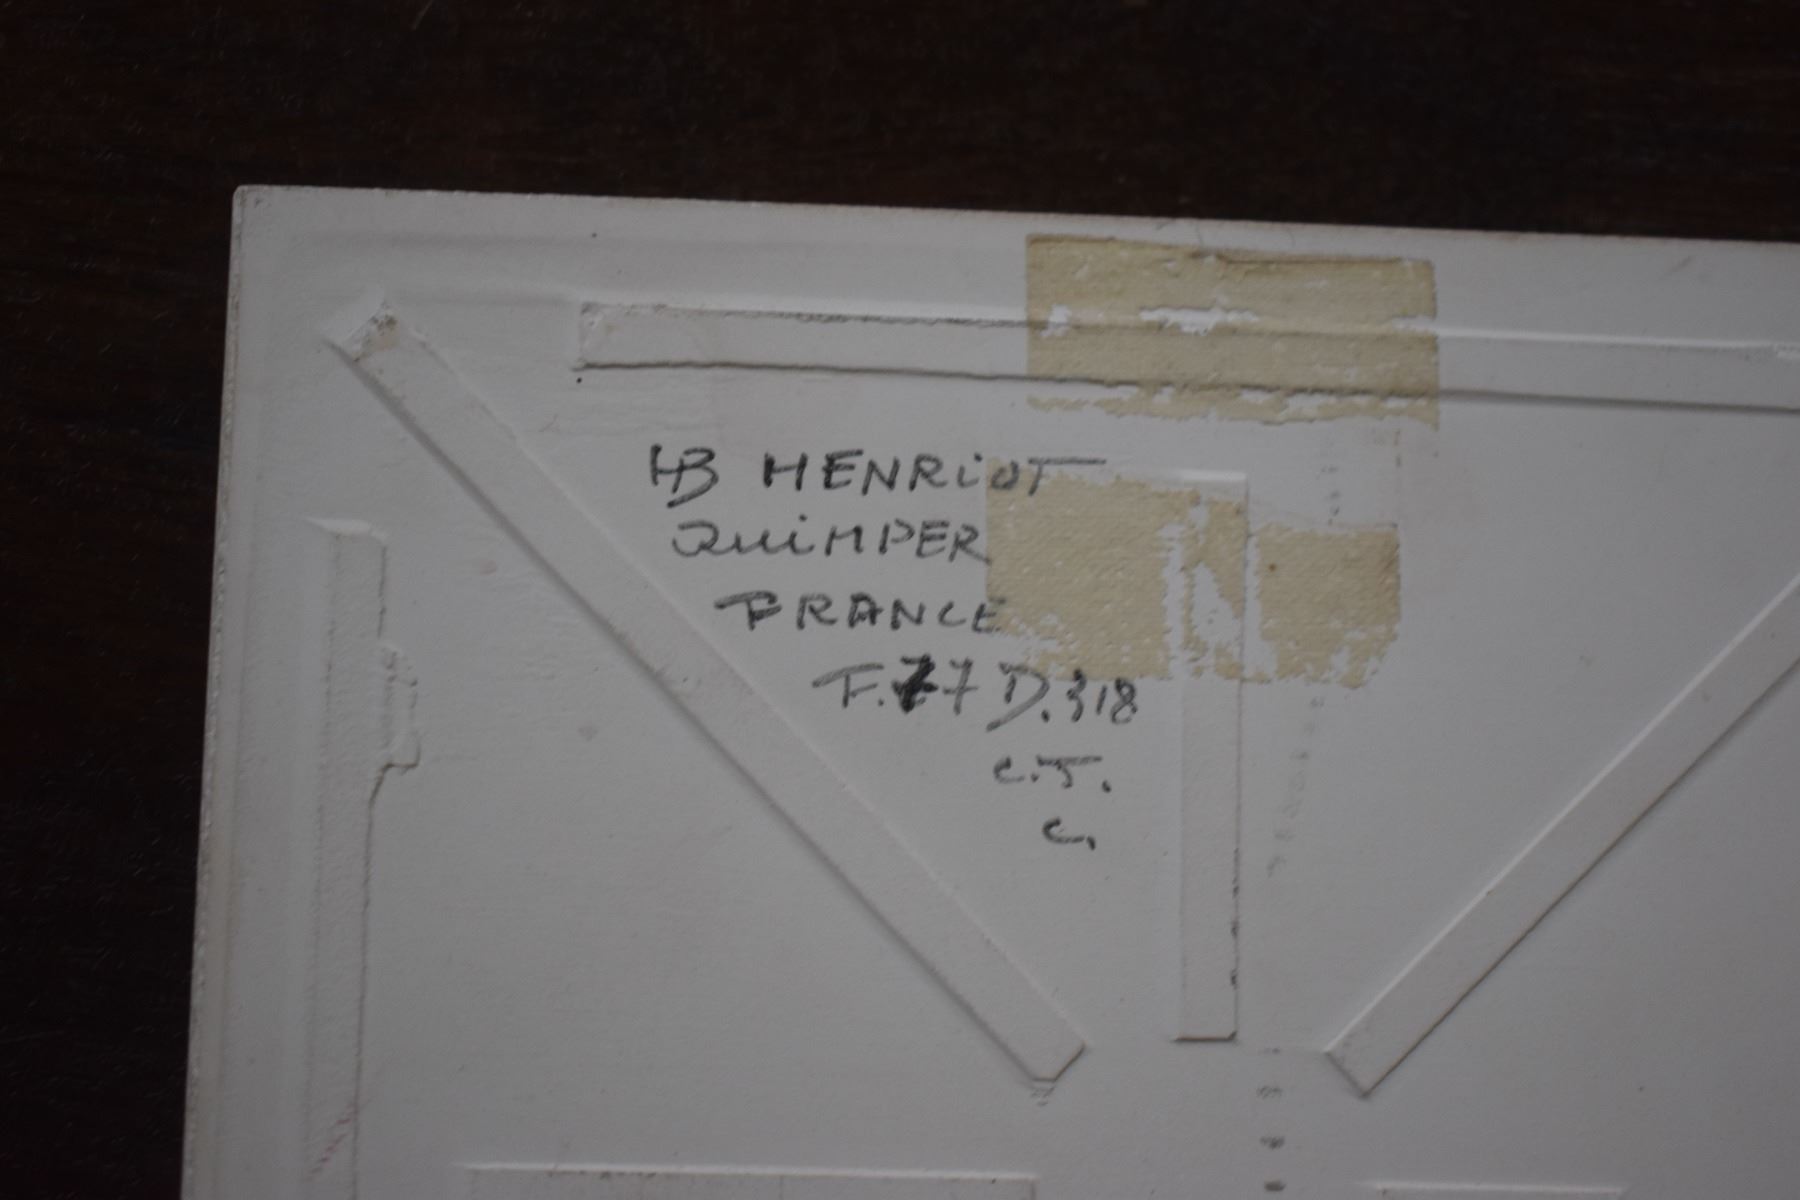 HB HENRiOT
QuiMPER
FRANCE
F.77 D.318
C.J.
C.